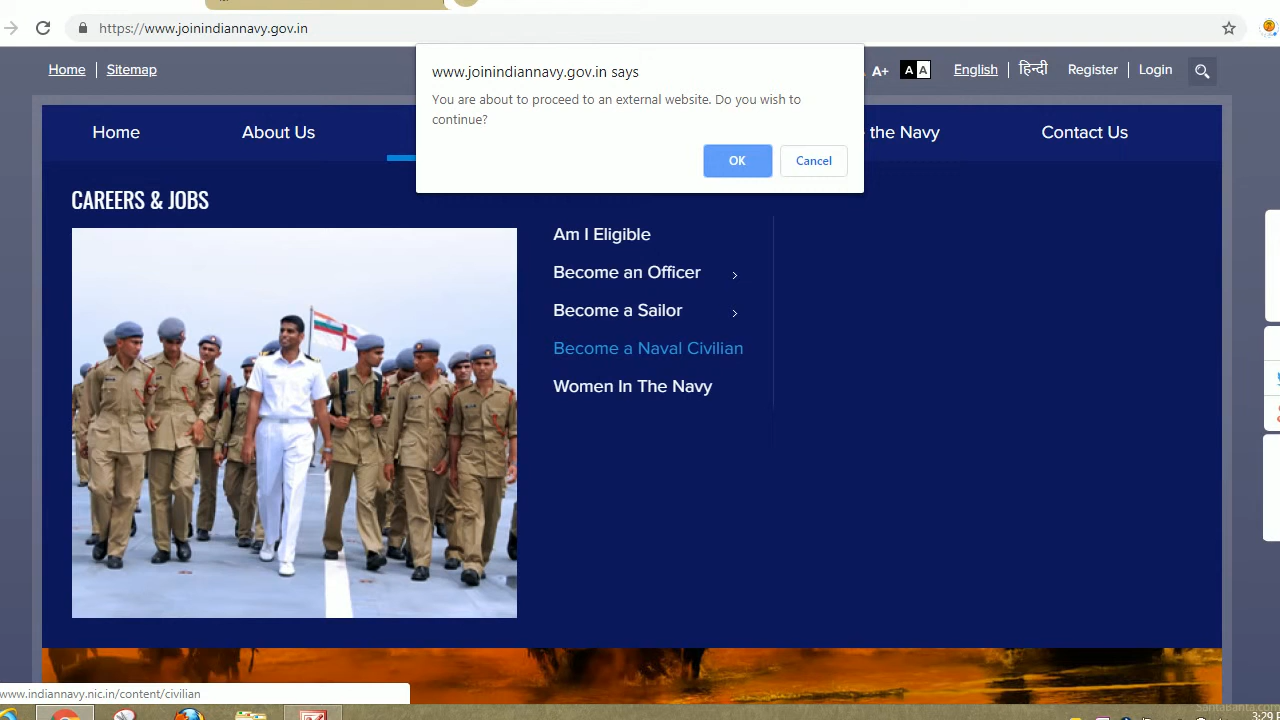 https://www.joinindiannavy.gov.in
Home
Sitemap
A+
A A
English
हिन्दी
Register
Login
www.joinindiannavy.gov.in says
You are about to proceed to an external website. Do you wish to
continue?
OK
Cancel
Home
About Us
the Navy
Contact Us
CAREERS & JOBS
Am I Eligible
Become an Officer
Become a Sailor
Become a Naval Civilian
Women In The Navy
www.indiannavy.nic.in/content/civilian
SantaBanta.com